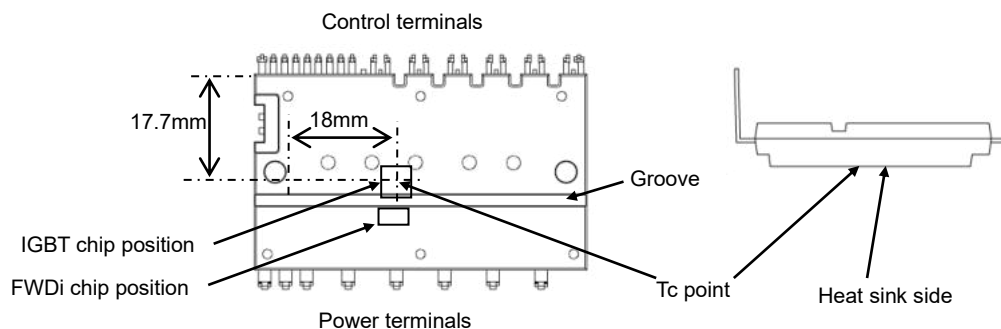 Control terminals
17.7mm
18mm
Groove
IGBT chip position
FWDi chip position
Tc point
Heat sink side
Power terminals